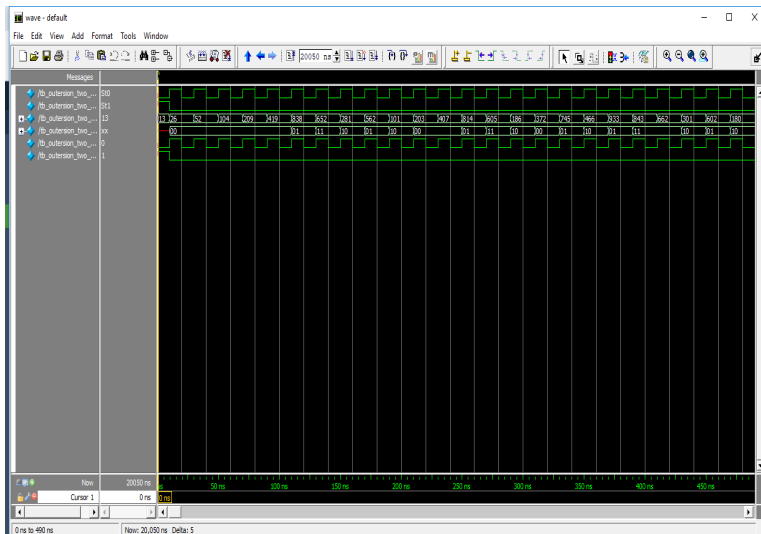 wave - default
File Edit View Add Format Tools Window
20050 ns
Messages
/tb_outersion_two_... St0
/tb_outersion_two_... St1
/tb_outersion_two_... 13 13 26 52 104 209 419 838 652 281 562 101 203 407 814 605 186 372 745 466 933 843 662 301 602 180
/tb_outersion_two_... xx 00 01 11 10 01 10 00 01 11 10 00 01 10 01 11 10 01 10
/tb_outersion_two_... 0
/tb_outersion_two_... 1
Now 20050 ns 50 ns 100 ns 150 ns 200 ns 250 ns 300 ns 350 ns 400 ns 450 ns
Cursor 1 0 ns 0 ns
0 ns to 490 ns Now: 20,050 ns Delta: 5